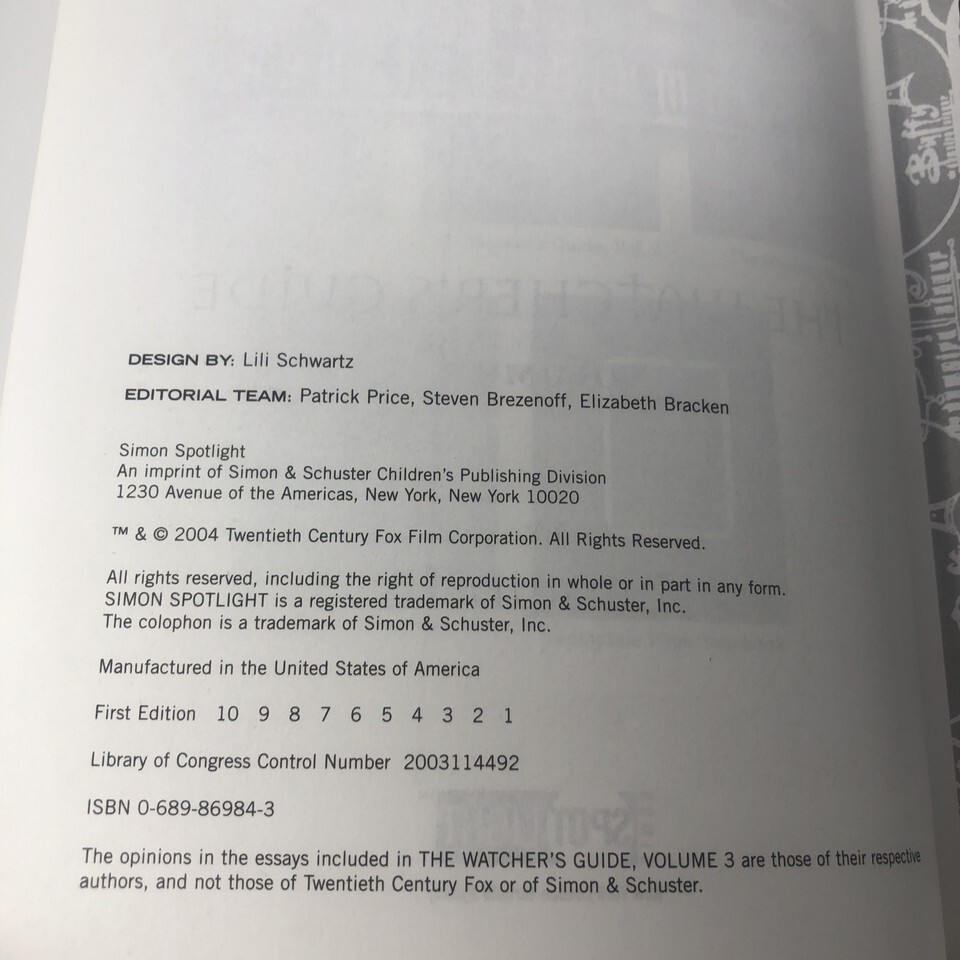 DESIGN BY: Lili Schwartz
EDITORIAL TEAM: Patrick Price, Steven Brezenoff, Elizabeth Bracken
Simon Spotlight
An imprint of Simon & Schuster Children's Publishing Division
1230 Avenue of the Americas, New York, New York 10020
™ & © 2004 Twentieth Century Fox Film Corporation. All Rights Reserved.
All rights reserved, including the right of reproduction in whole or in part in any form.
SIMON SPOTLIGHT is a registered trademark of Simon & Schuster, Inc.
The colophon is a trademark of Simon & Schuster, Inc.
Manufactured in the United States of America
First Edition 10 9 8 7 6 5 4 3 2 1
Library of Congress Control Number 2003114492
ISBN 0-689-86984-3
The opinions in the essays included in THE WATCHER'S GUIDE, VOLUME 3 are those of their respective
authors, and not those of Twentieth Century Fox or of Simon & Schuster.
Buffy
THE WATCHER'S GUIDE